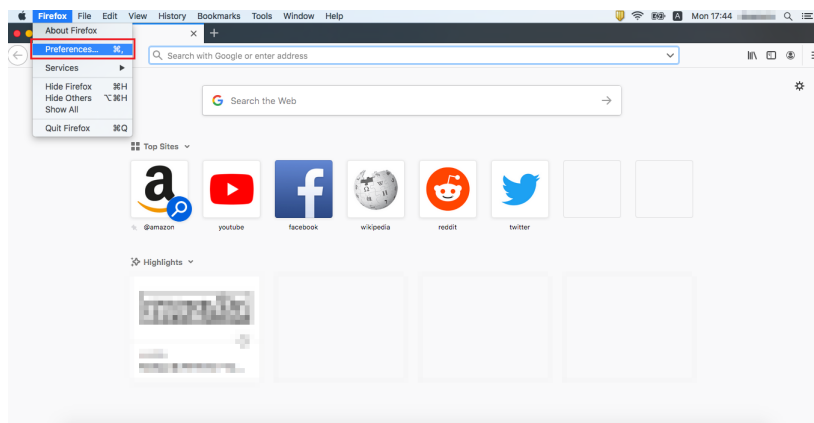 Firefox File Edit View History Bookmarks Tools Window Help
Mon 17:44
About Firefox
Preferences... ⌘,
Services ▶
Hide Firefox ⌘H
Hide Others ⌥⌘H
Show All
Quit Firefox ⌘Q
Search with Google or enter address
Search the Web
Top Sites
@amazon
youtube
facebook
wikipedia
reddit
twitter
Highlights